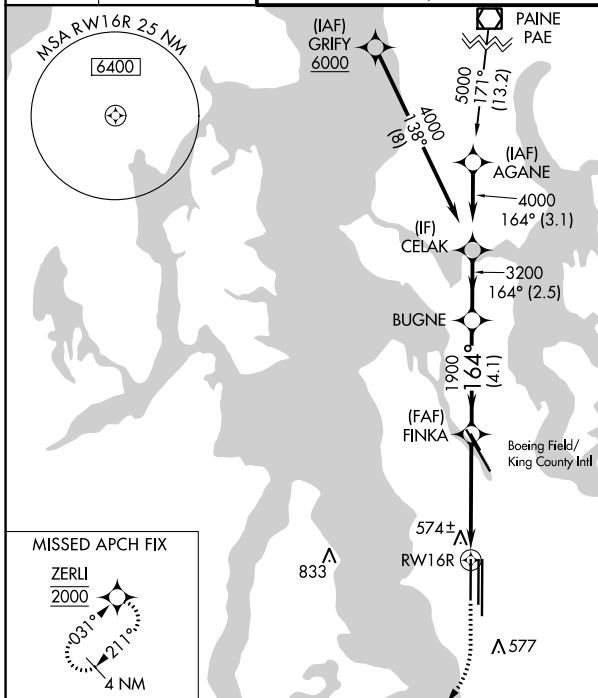 MSA RW16R 25 NM
6400
(IAF)
GRIFY
6000
PAINE
PAE
5000
171°
(13.2)
4000
138°
(8)
(IAF)
AGANE
4000
164° (3.1)
(IF)
CELAK
3200
164° (2.5)
BUGNE
1900
164°
(4.1)
(FAF)
FINKA
Boeing Field/
King County Intl
574±
RW16R
833
577
MISSED APCH FIX
ZERLI
2000
031°
211°
4 NM